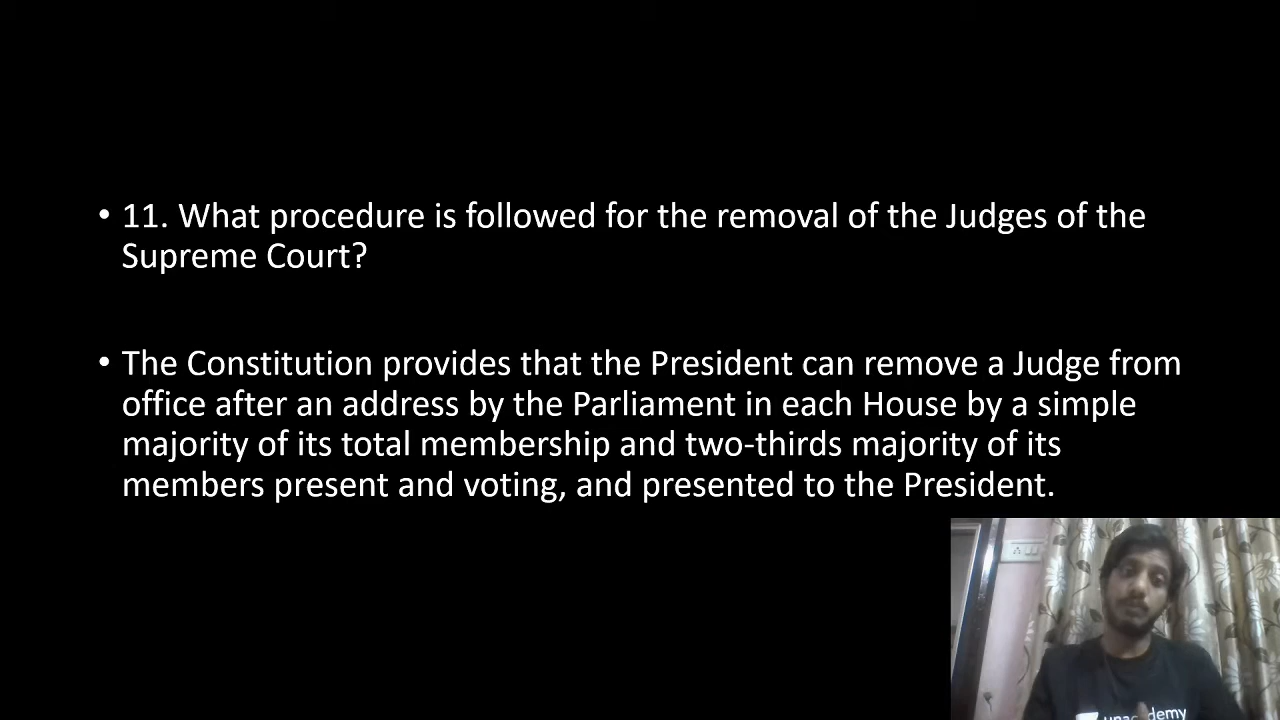 • 11. What procedure is followed for the removal of the Judges of the
Supreme Court?
• The Constitution provides that the President can remove a Judge from
office after an address by the Parliament in each House by a simple
majority of its total membership and two-thirds majority of its
members present and voting, and presented to the President.
unacademy